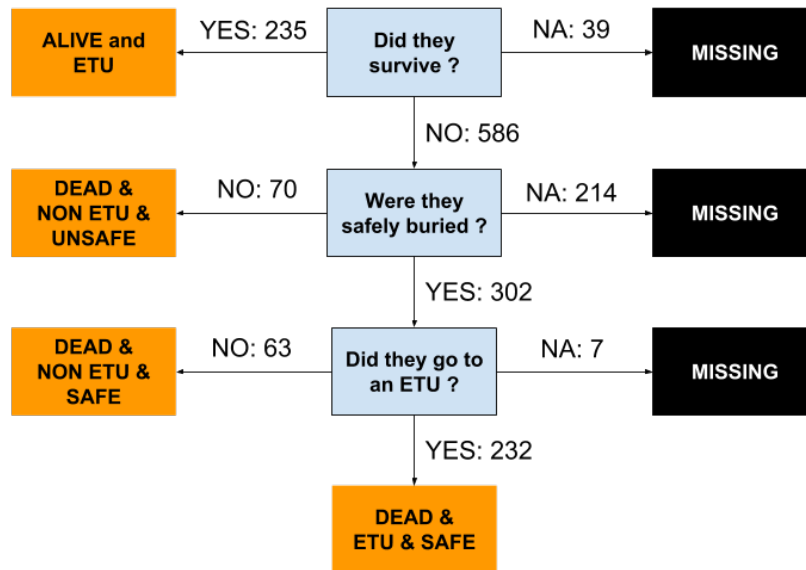 ALIVE and
ETU
YES: 235
Did they
survive ?
NA: 39
MISSING
NO: 586
DEAD &
NON ETU &
UNSAFE
NO: 70
Were they
safely buried ?
NA: 214
MISSING
YES: 302
DEAD &
NON ETU &
SAFE
NO: 63
Did they go to
an ETU ?
NA: 7
MISSING
YES: 232
DEAD &
ETU & SAFE